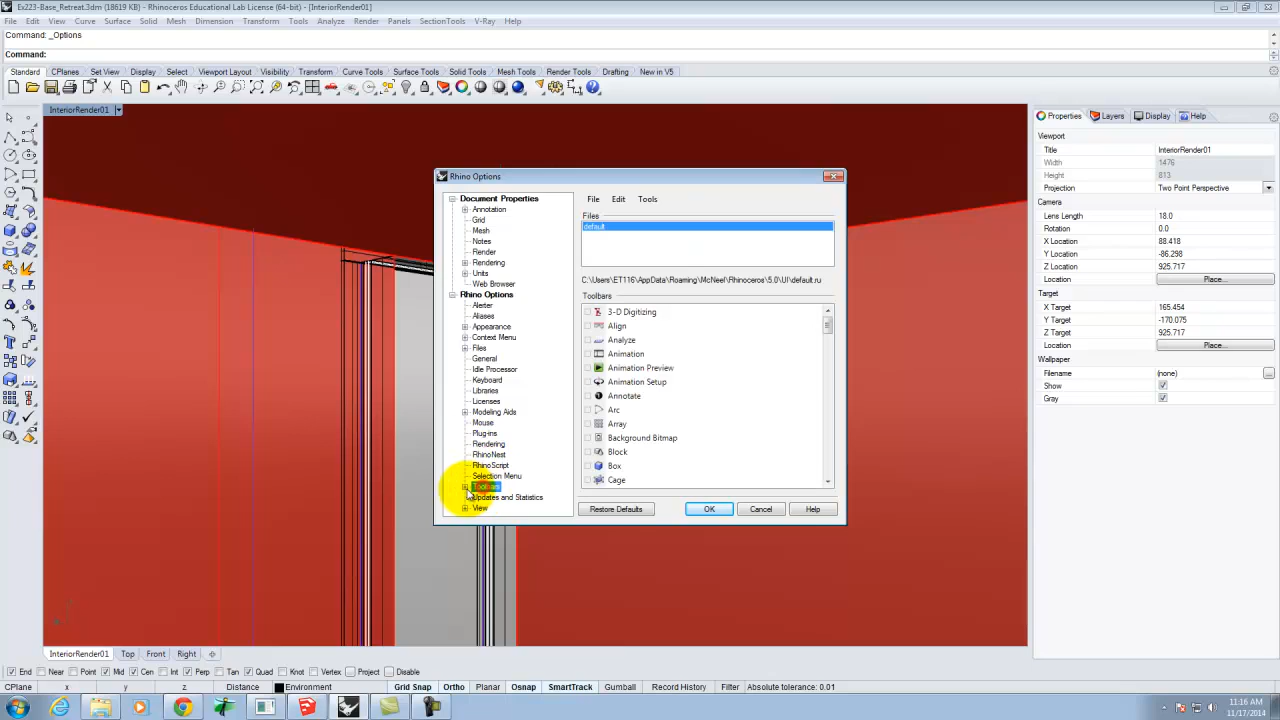 Ex223-Base_Retreat.3dm (18619 KB) - Rhinoceros Educational Lab License (64-bit) - [InteriorRender01]
File Edit View Curve Surface Solid Mesh Dimension Transform Tools Analyze Render Panels SectionTools V-Ray Help
Command: _Options
Command:
Standard CPlanes Set View Display Select Viewport Layout Visibility Transform Curve Tools Surface Tools Solid Tools Mesh Tools Render Tools Drafting New in V5
InteriorRender01
Properties Layers Display Help
Viewport
Title InteriorRender01
Width 1476
Height 813
Projection Two Point Perspective
Camera
Lens Length 18.0
Rotation 0.0
X Location 88.418
Y Location -86.298
Z Location 925.717
Location Place...
Target
X Target 165.454
Y Target -170.075
Z Target 925.717
Location Place...
Wallpaper
Filename (none) ...
Show
Gray
Rhino Options
Document Properties
Annotation
Grid
Mesh
Notes
Render
Rendering
Units
Web Browser
Rhino Options
Alerter
Aliases
Appearance
Context Menu
Files
General
Idle Processor
Keyboard
Libraries
Licenses
Modeling Aids
Mouse
Plug-ins
Rendering
RhinoNest
RhinoScript
Selection Menu
Toolbars
Updates and Statistics
View
File Edit Tools
Files
default
C:\Users\ET116\AppData\Roaming\McNeel\Rhinoceros\5.0\UI\default.ru
Toolbars
3-D Digitizing
Align
Analyze
Animation
Animation Preview
Animation Setup
Annotate
Arc
Array
Background Bitmap
Block
Box
Cage
Restore Defaults OK Cancel Help
InteriorRender01 Top Front Right
End Near Point Mid Cen Int Perp Tan Quad Knot Vertex Project Disable
CPlane x y z Distance Environment Grid Snap Ortho Planar Osnap SmartTrack Gumball Record History Filter Absolute tolerance: 0.01
11:16 AM
11/17/2014